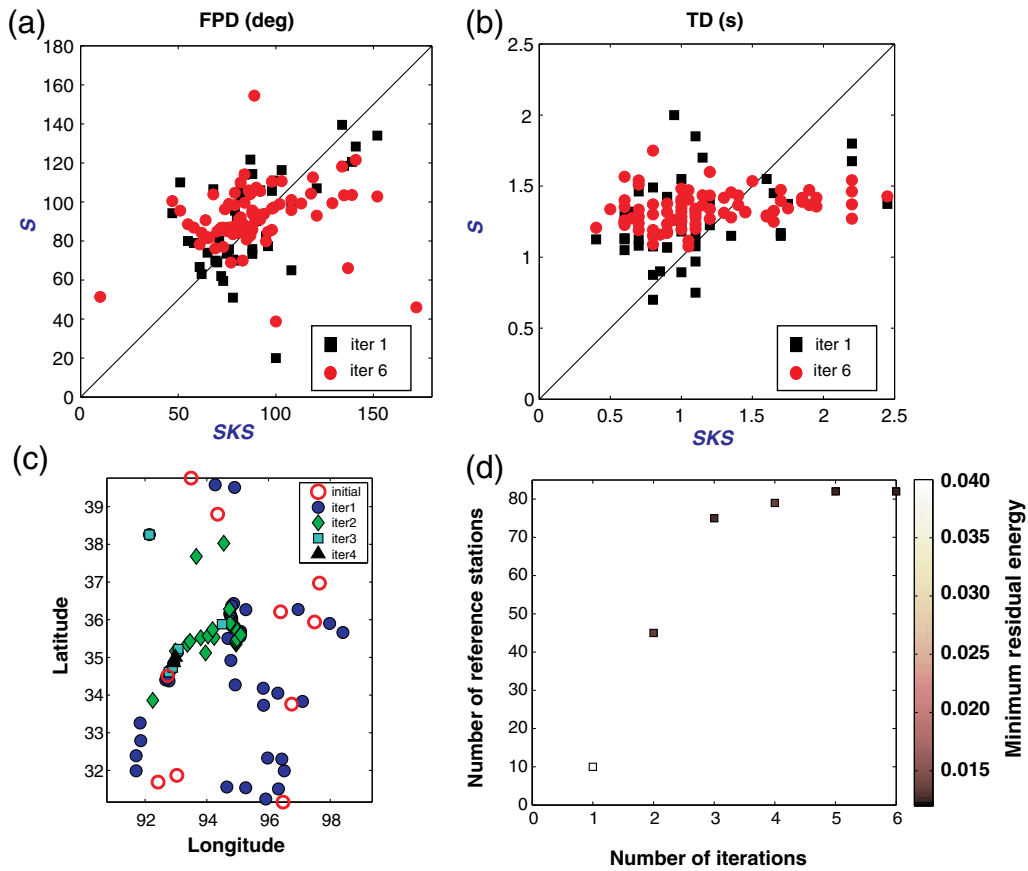 (a)
FPD (deg)
180
160
140
120
100
80
60
40
20
0
0
50
100
150
S
SKS
iter 1
iter 6
(b)
TD (s)
2.5
2
1.5
1
0.5
0
0
0.5
1
1.5
2
2.5
S
SKS
iter 1
iter 6
(c)
39
38
37
36
35
34
33
32
92
94
96
98
Latitude
Longitude
initial
iter1
iter2
iter3
iter4
(d)
80
70
60
50
40
30
20
10
0
0
1
2
3
4
5
6
Number of reference stations
Number of iterations
0.040
0.030
0.025
0.020
0.015
Minimum residual energy